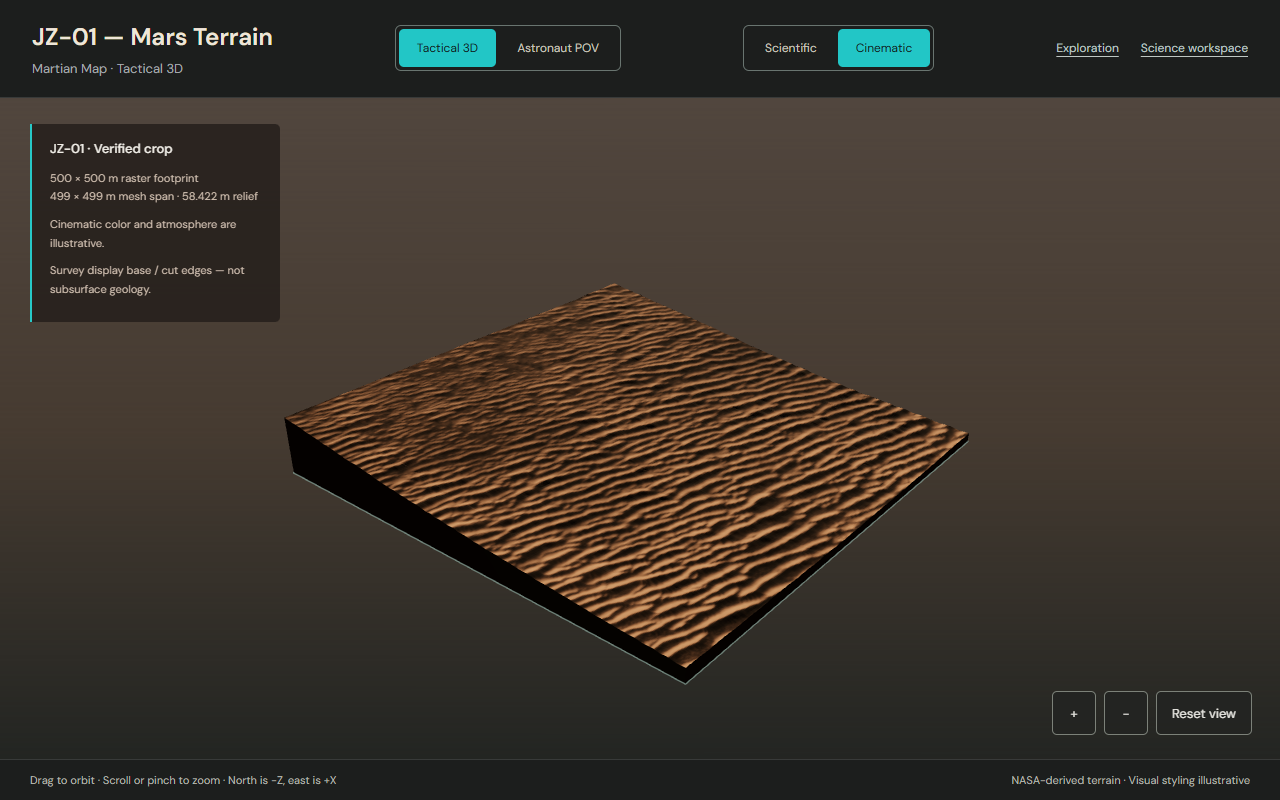 JZ-01 — Mars Terrain
Martian Map · Tactical 3D
Tactical 3D
Astronaut POV
Scientific
Cinematic
Exploration
Science workspace
JZ-01 · Verified crop
500 × 500 m raster footprint
499 × 499 m mesh span · 58.422 m relief
Cinematic color and atmosphere are
illustrative.
Survey display base / cut edges — not
subsurface geology.
+
−
Reset view
Drag to orbit · Scroll or pinch to zoom · North is −Z, east is +X
NASA-derived terrain · Visual styling illustrative